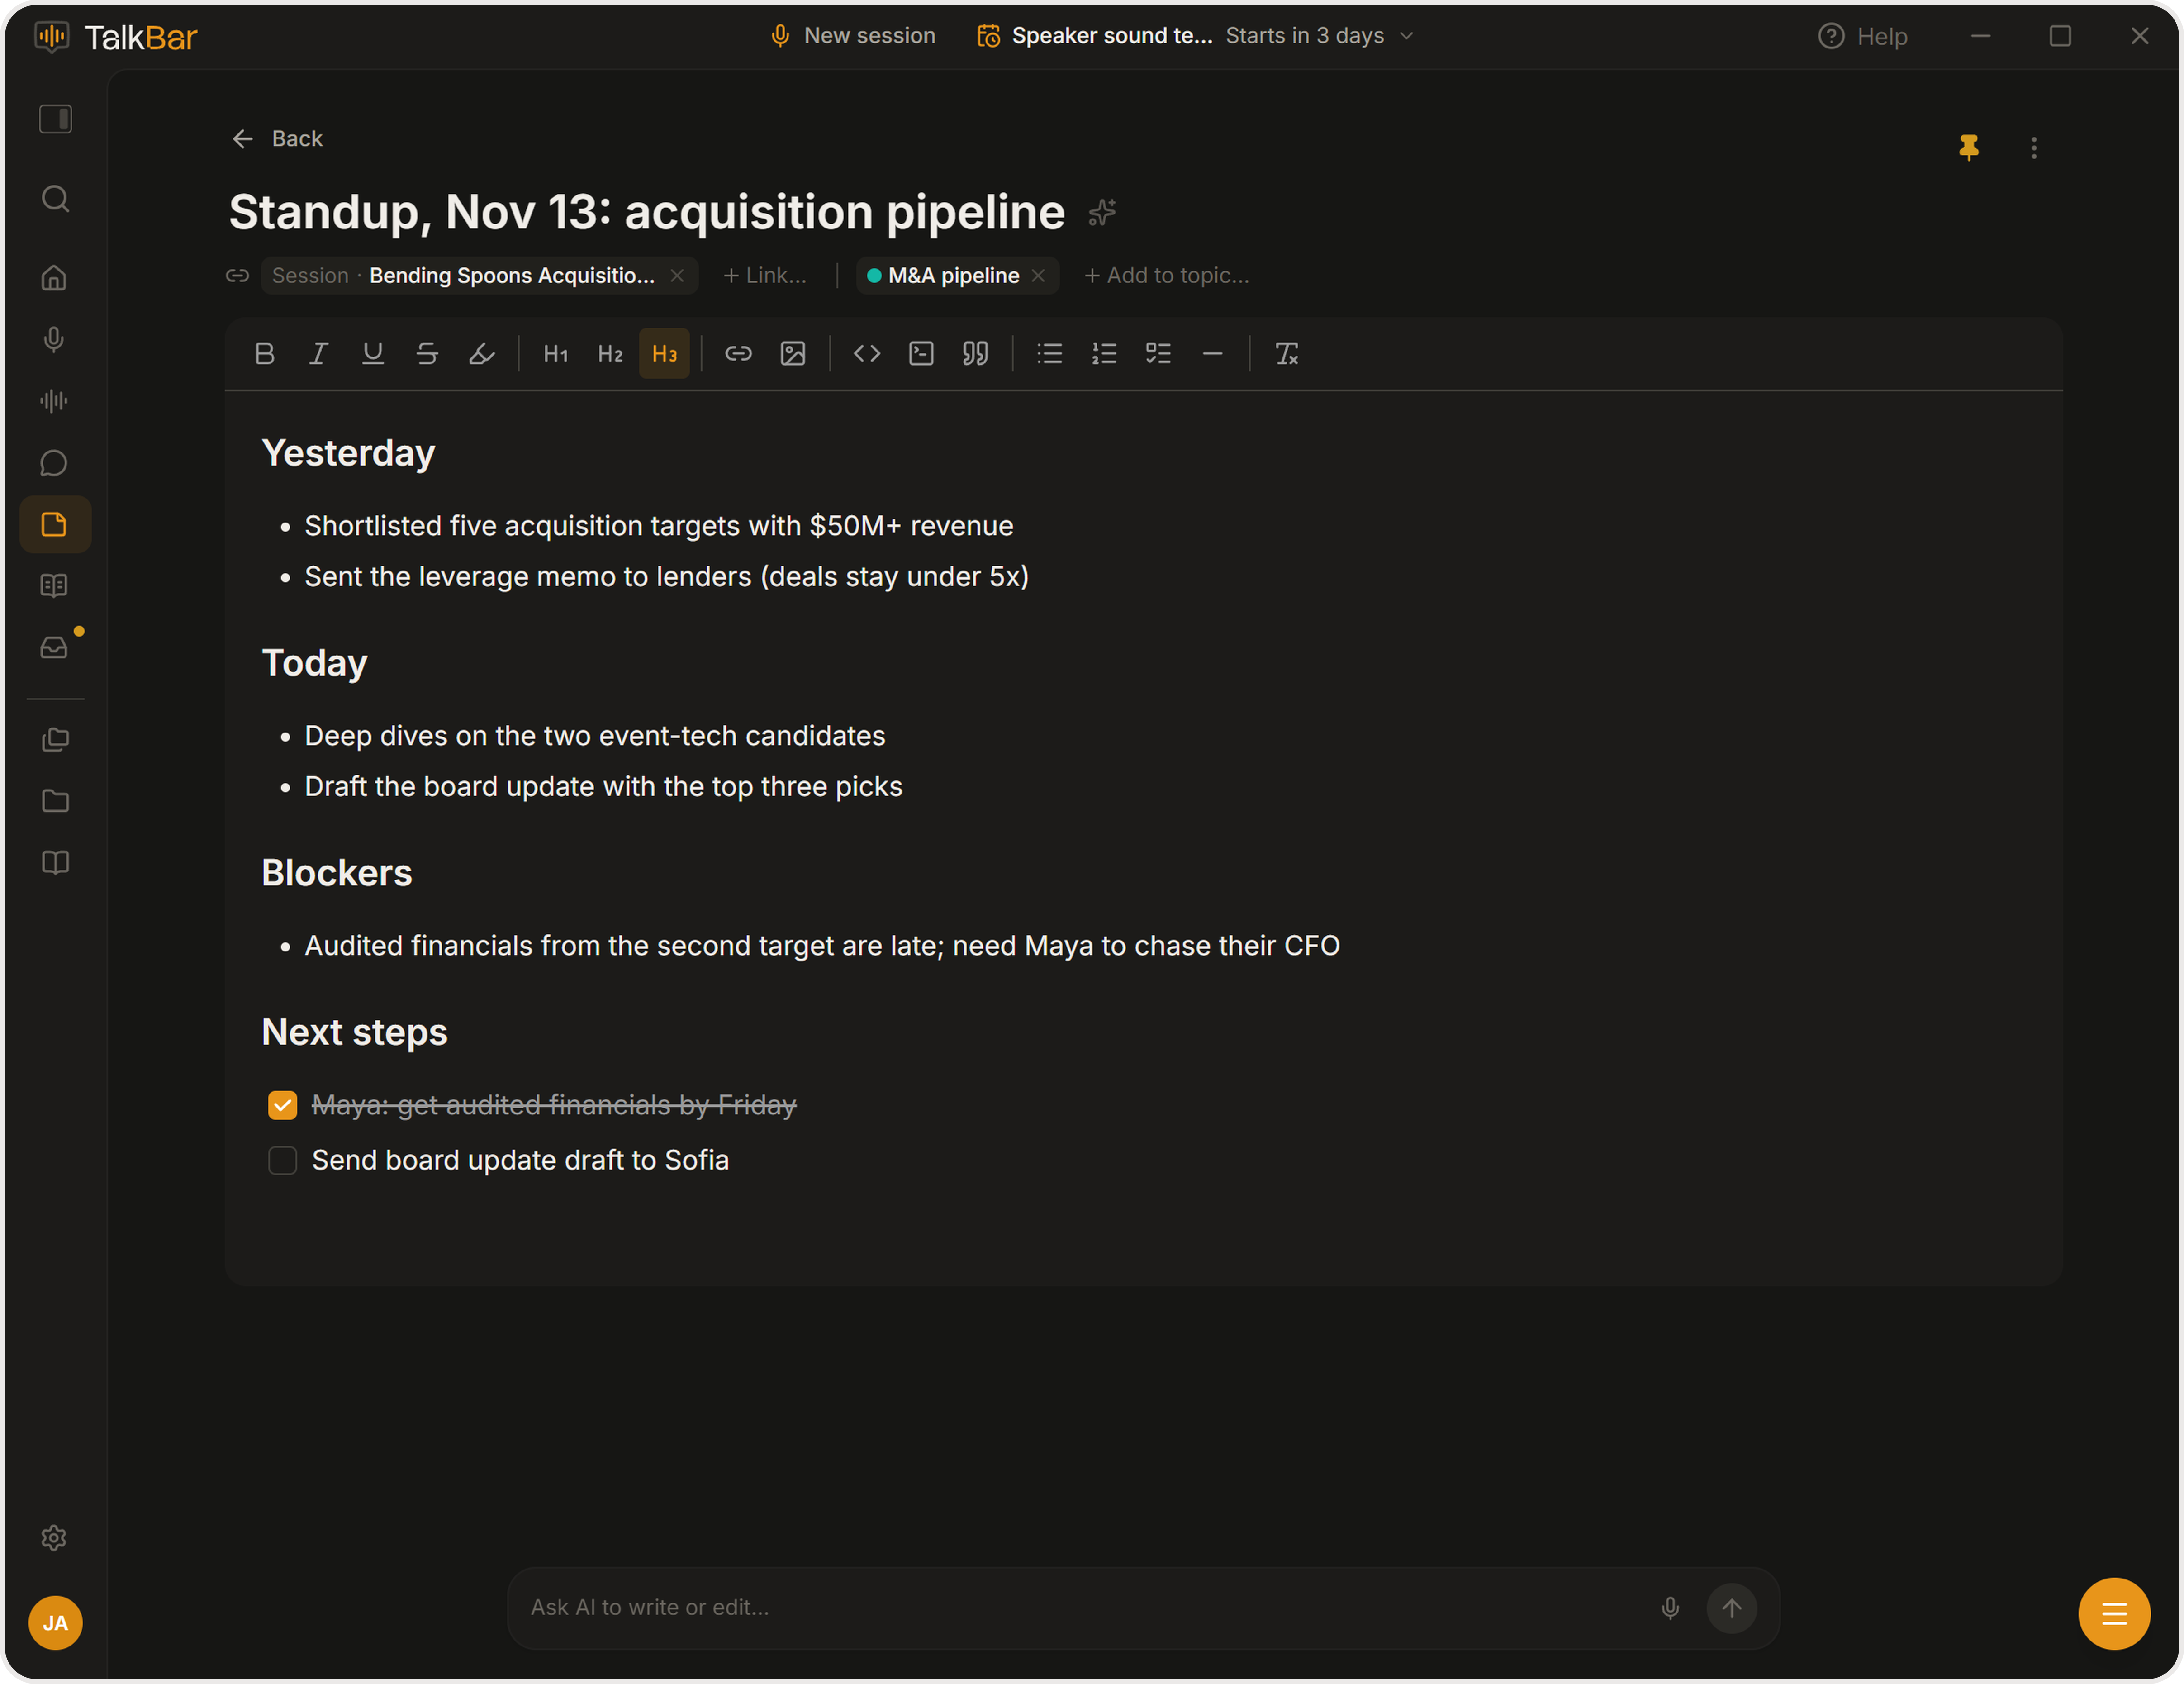 TalkBar
New session
Speaker sound te... Starts in 3 days
Help
Back
Standup, Nov 13: acquisition pipeline
Session · Bending Spoons Acquisitio...
+ Link...
M&A pipeline
+ Add to topic...
B I U S H1 H2 H3
Yesterday
• Shortlisted five acquisition targets with $50M+ revenue
• Sent the leverage memo to lenders (deals stay under 5x)
Today
• Deep dives on the two event-tech candidates
• Draft the board update with the top three picks
Blockers
• Audited financials from the second target are late; need Maya to chase their CFO
Next steps
Maya: get audited financials by Friday
Send board update draft to Sofia
Ask AI to write or edit...
JA